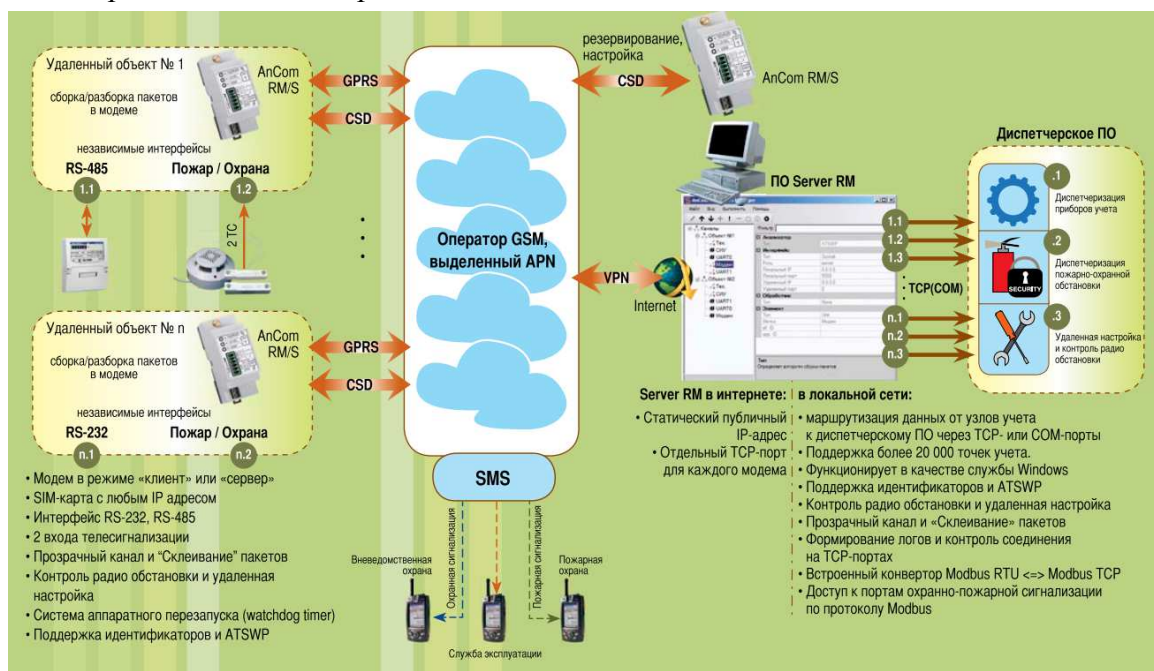 Удаленный объект № 1
AnCom
RM/S
сборка/разборка пакетов
в модеме
независимые интерфейсы
RS-485
Пожар / Охрана
1.1
1.2
2 ТС
Удаленный объект № n
AnCom
RM/S
сборка/разборка пакетов
в модеме
независимые интерфейсы
RS-232
Пожар / Охрана
n.1
n.2
• Модем в режиме «клиент» или «сервер»
• SIM-карта с любым IP адресом
• Интерфейс RS-232, RS-485
• 2 входа телесигнализации
• Прозрачный канал и "Склеивание" пакетов
• Контроль радио обстановки и удаленная
настройка
• Система аппаратного перезапуска (watchdog timer)
• Поддержка идентификаторов и ATSWP
GPRS
CSD
GPRS
CSD
Оператор GSM,
выделенный APN
SMS
Вневедомственная
охрана
Охранная сигнализация
Пожарная сигнализация
Пожарная
охрана
Служба эксплуатации
резервирование,
настройка
CSD
AnCom
RM/S
VPN
Internet
ПО Server RM
1.1
1.2
1.3
TCP(COM)
n.1
n.2
n.3
Диспетчерское ПО
.1
Диспетчеризация
приборов учета
.2
SECURITY
Диспетчеризация
пожарно-охранной
обстановки
.3
Удаленная настройка
и контроль радио
обстановки
Server RM в интернете:
• Статический публичный
IP-адрес
• Отдельный TCP-порт
для каждого модема
в локальной сети:
• маршрутизация данных от узлов учета
к диспетчерскому ПО через TCP- или COM-порты
• Поддержка более 20 000 точек учета.
• Функционирует в качестве службы Windows
• Поддержка идентификаторов и ATSWP
• Контроль радио обстановки и удаленная настройка
• Прозрачный канал и «Склеивание» пакетов
• Формирование логов и контроль соединения
на TCP-портах
• Встроенный конвертор Modbus RTU <=> Modbus TCP
• Доступ к портам охранно-пожарной сигнализации
по протоколу Modbus